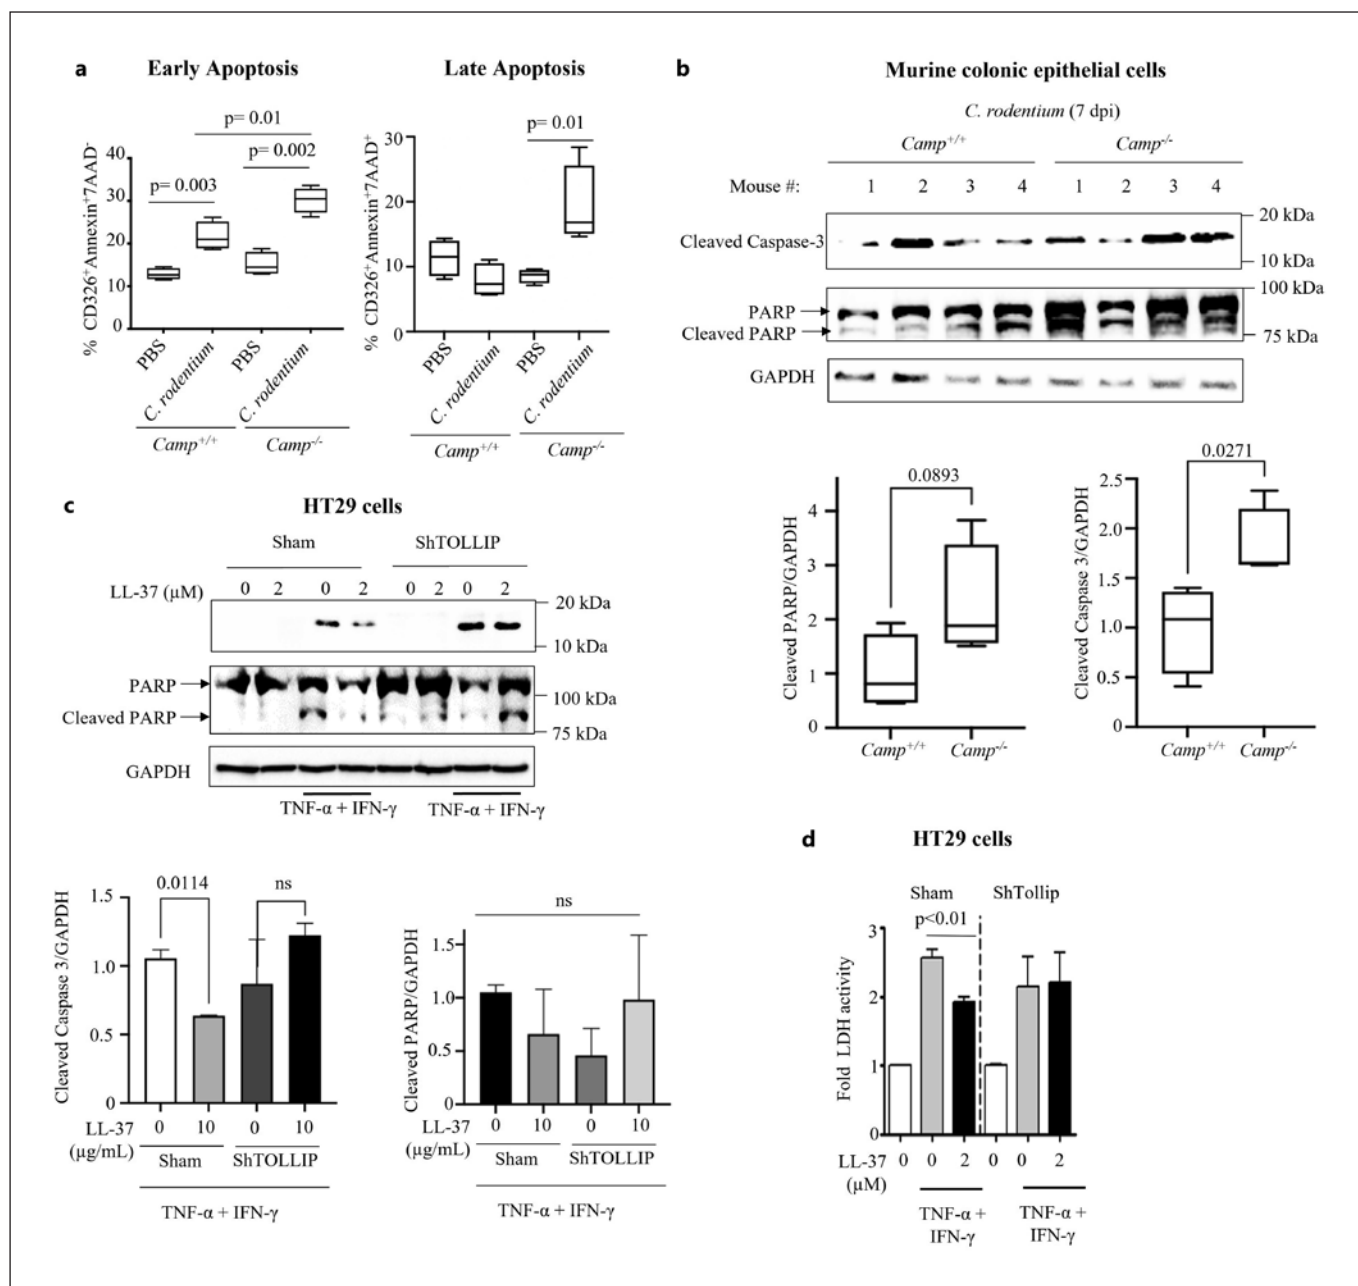 a
Early Apoptosis
Late Apoptosis
% CD326⁺Annexin⁺7AAD⁻
40
30
20
10
0
p= 0.01
p= 0.003
p= 0.002
PBS
C. rodentium
PBS
C. rodentium
Camp⁺/⁺
Camp⁻/⁻
% CD326⁺Annexin⁺7AAD⁺
30
20
10
0
p= 0.01
PBS
C. rodentium
PBS
C. rodentium
Camp⁺/⁺
Camp⁻/⁻
b
Murine colonic epithelial cells
C. rodentium (7 dpi)
Camp⁺/⁺
Camp⁻/⁻
Mouse #: 1 2 3 4 1 2 3 4
Cleaved Caspase-3
20 kDa
10 kDa
PARP
Cleaved PARP
100 kDa
75 kDa
GAPDH
Cleaved PARP/GAPDH
4
3
2
1
0
0.0893
Camp⁺/⁺
Camp⁻/⁻
Cleaved Caspase 3/GAPDH
2.5
2.0
1.5
1.0
0.5
0
0.0271
Camp⁺/⁺
Camp⁻/⁻
c
HT29 cells
Sham
ShTOLLIP
LL-37 (μM) 0 2 0 2 0 2 0 2
20 kDa
10 kDa
PARP
Cleaved PARP
100 kDa
75 kDa
GAPDH
TNF-α + IFN-γ
TNF-α + IFN-γ
Cleaved Caspase 3/GAPDH
1.5
1.0
0.5
0
0.0114
ns
LL-37 0 10 0 10
(μg/mL)
Sham
ShTOLLIP
TNF-α + IFN-γ
Cleaved PARP/GAPDH
1.5
1.0
0.5
0
ns
LL-37 0 10 0 10
(μg/mL)
Sham
ShTOLLIP
TNF-α + IFN-γ
d
HT29 cells
Sham
ShTollip
p<0.01
Fold LDH activity
3
2
1
0
LL-37 0 0 2 0 0 2
(μM)
TNF-α +
IFN-γ
TNF-α +
IFN-γ